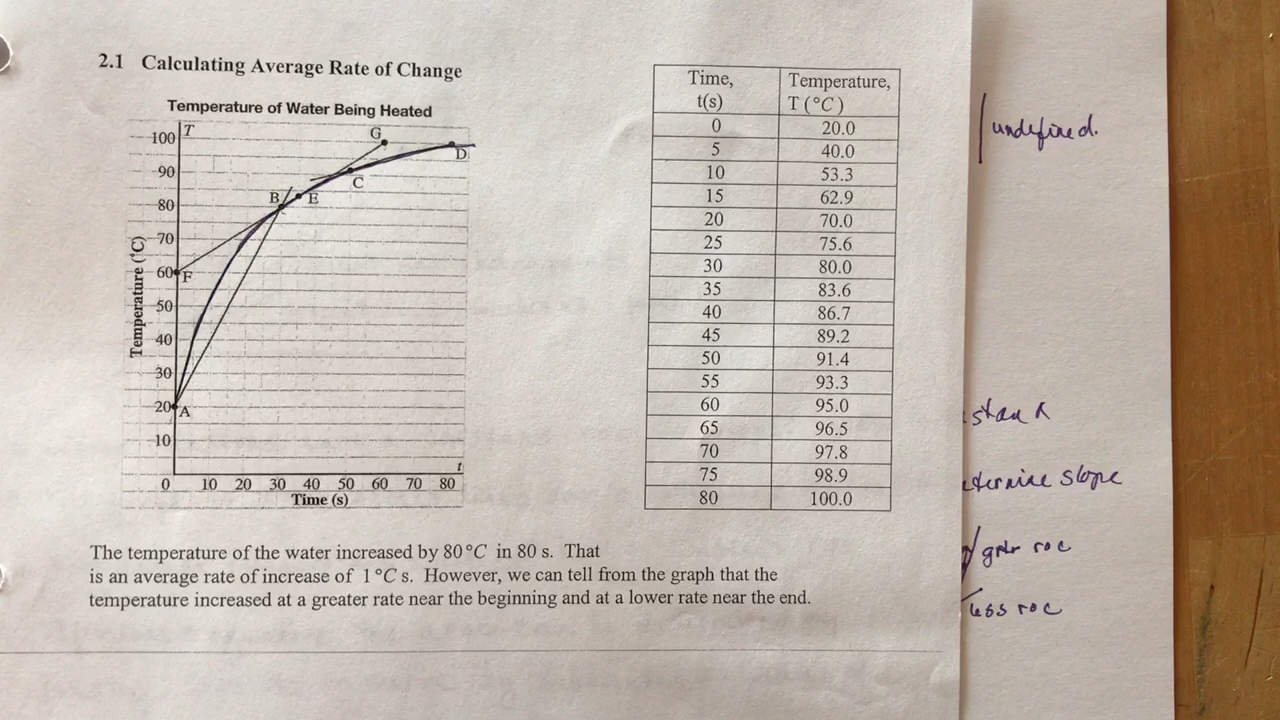 2.1 Calculating Average Rate of Change
Temperature of Water Being Heated
T
100
90
80
70
60
50
40
30
20
10
G
D
C
B
E
F
A
t
0 10 20 30 40 50 60 70 80
Time (s)
Temperature (°C)
Time, t(s) Temperature, T (°C)
0 20.0
5 40.0
10 53.3
15 62.9
20 70.0
25 75.6
30 80.0
35 83.6
40 86.7
45 89.2
50 91.4
55 93.3
60 95.0
65 96.5
70 97.8
75 98.9
80 100.0
The temperature of the water increased by 80°C in 80 s. That
is an average rate of increase of 1°C s. However, we can tell from the graph that the
temperature increased at a greater rate near the beginning and at a lower rate near the end.
undefined.
slope
roc
less roc